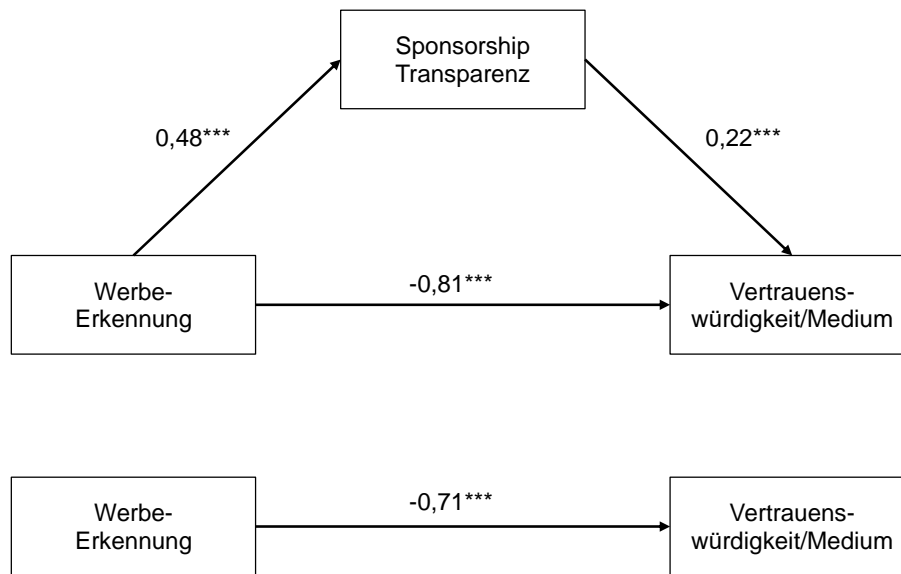 Sponsorship
Transparenz
0,48***
0,22***
-0,81***
Werbe-
Erkennung
Vertrauens-
würdigkeit/Medium
-0,71***
Werbe-
Erkennung
Vertrauens-
würdigkeit/Medium